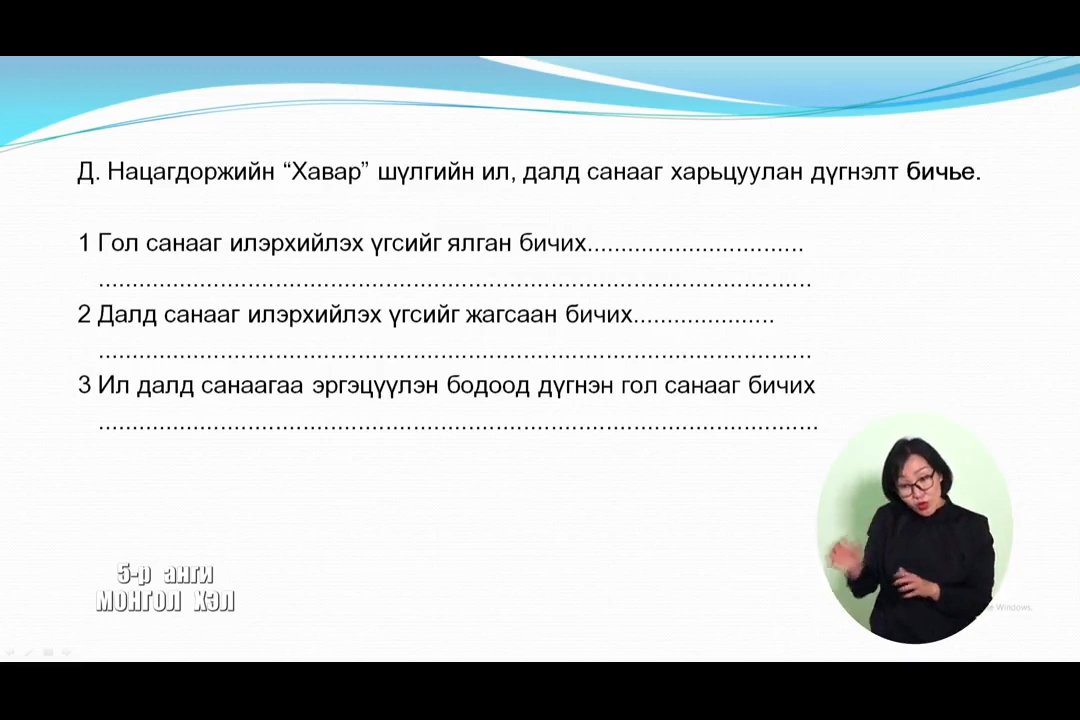 Д. Нацагдоржийн “Хавар” шүлгийн ил, далд санааг харьцуулан дүгнэлт бичье.
1 Гол санааг илэрхийлэх үгсийг ялган бичих................................
..........................................................................................................
2 Далд санааг илэрхийлэх үгсийг жагсаан бичих.....................
..........................................................................................................
3 Ил далд санаагаа эргэцүүлэн бодоод дүгнэн гол санааг бичих
...........................................................................................................
5-р анги
МОНГОЛ ХЭЛ
Windows.